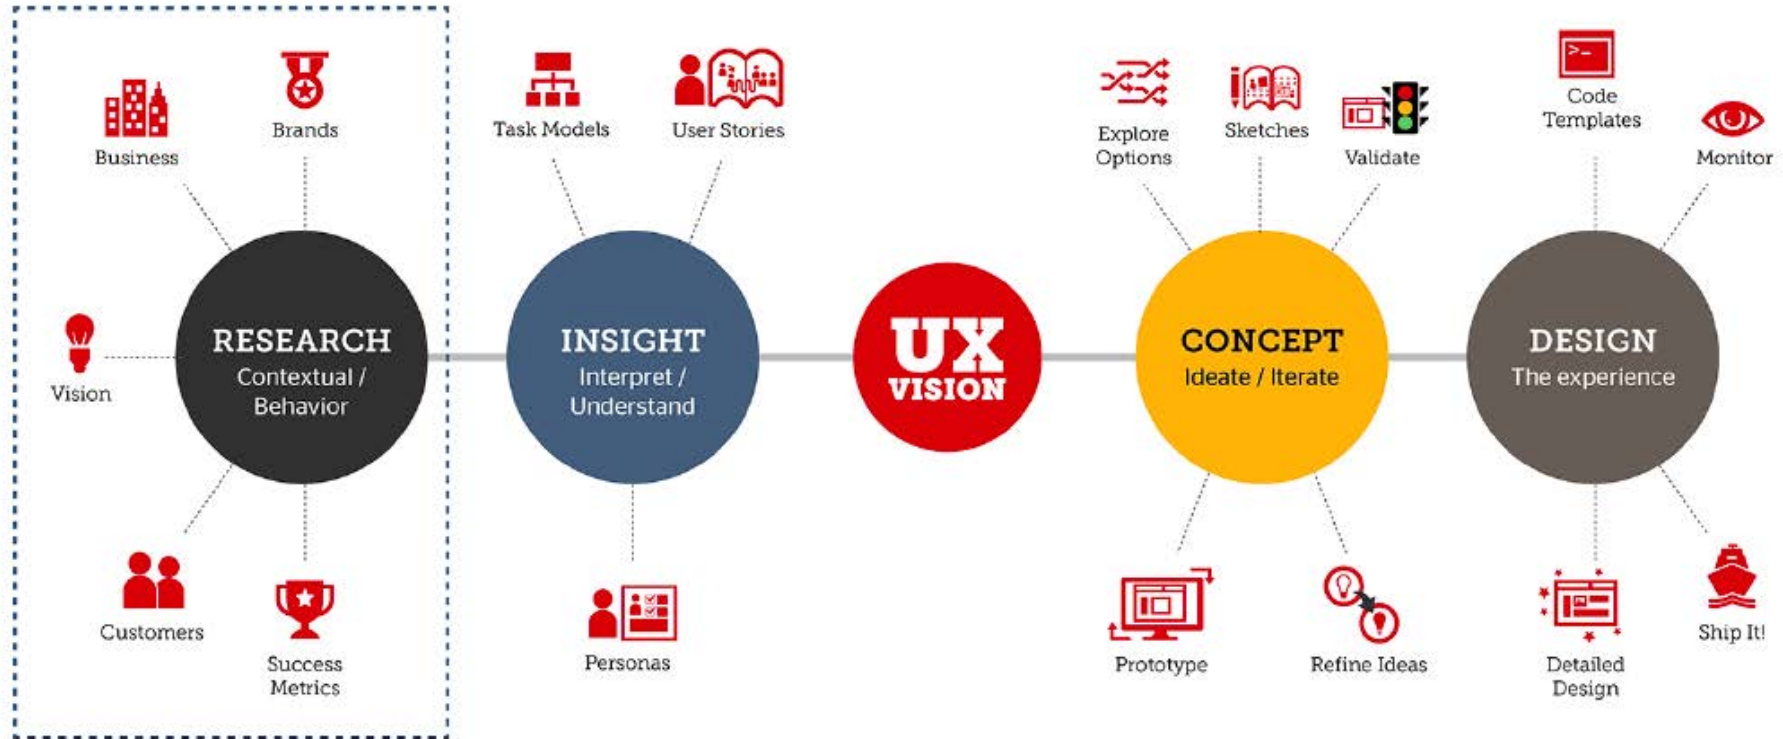 Business
Brands
Vision
RESEARCH
Contextual /
Behavior
Customers
Success
Metrics
Task Models
User Stories
INSIGHT
Interpret /
Understand
Personas
UX
VISION
Explore
Options
Sketches
Validate
CONCEPT
Ideate / Iterate
Prototype
Refine Ideas
>_
Code
Templates
Monitor
DESIGN
The experience
Detailed
Design
Ship It!